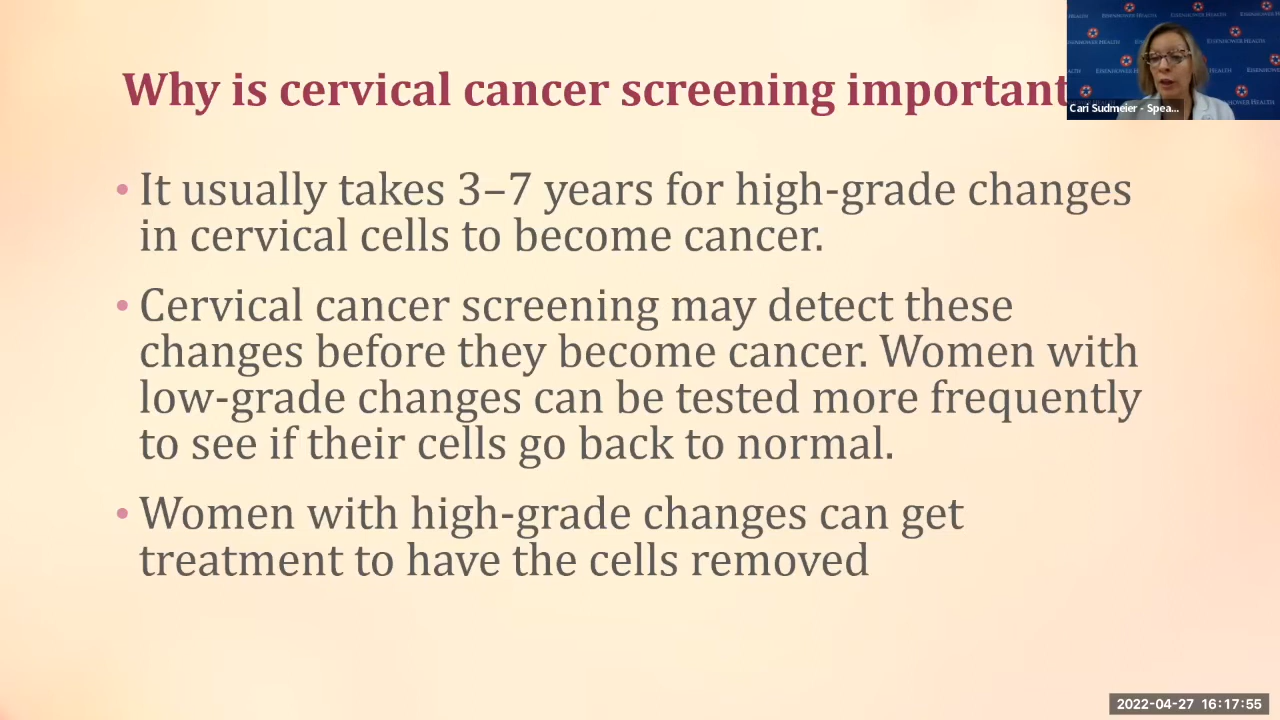 Why is cervical cancer screening important
• It usually takes 3–7 years for high-grade changes
in cervical cells to become cancer.
• Cervical cancer screening may detect these
changes before they become cancer. Women with
low-grade changes can be tested more frequently
to see if their cells go back to normal.
• Women with high-grade changes can get
treatment to have the cells removed
EISENHOWER HEALTH
Cari Sudmeier - Spea...
2022-04-27 16:17:55